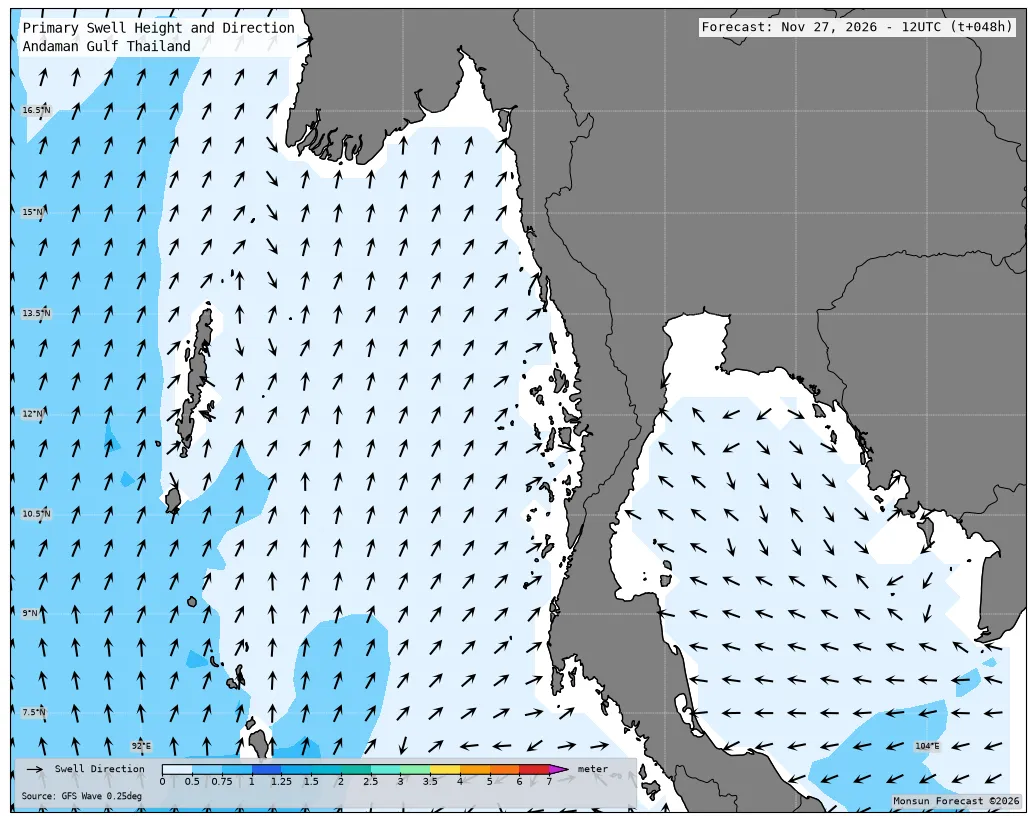 Primary Swell Height and Direction
Andaman Gulf Thailand
Forecast: Nov 27, 2026 - 12UTC (t+048h)
16.5°N
15°N
13.5°N
12°N
10.5°N
9°N
7.5°N
92°E
104°E
Swell Direction
meter
0 0.5 0.75 1 1.25 1.5 2 2.5 3 3.5 4 5 6 7
Source: GFS Wave 0.25deg
Monsun Forecast ©2026